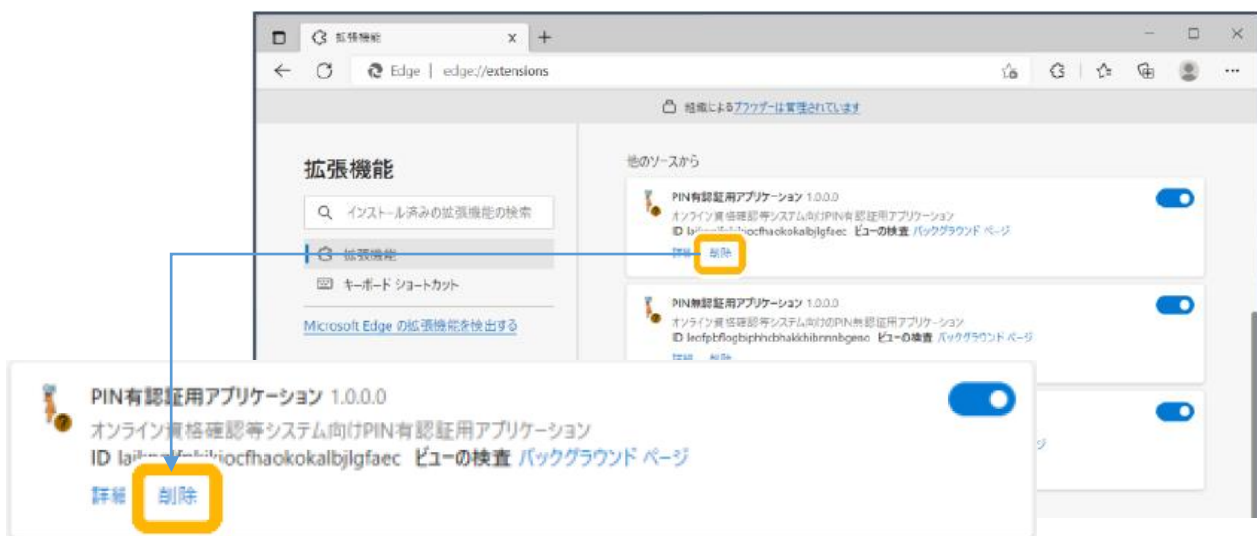 拡張機能
Edge | edge://extensions
組織によるブラウザーは管理されています
拡張機能
インストール済みの拡張機能の検索
拡張機能
キーボード ショートカット
Microsoft Edge の拡張機能を検出する
他のソースから
PIN有認証用アプリケーション 1.0.0.0
オンライン資格確認等システム向けPIN有認証用アプリケーション
ID ビューの検査 バックグラウンド ページ
詳細 削除
PIN無認証用アプリケーション 1.0.0.0
オンライン資格確認等システム向けのPIN無認証用アプリケーション
ID ビューの検査 バックグラウンド ページ
詳細 削除
ジ
PIN有認証用アプリケーション 1.0.0.0
オンライン資格確認等システム向けPIN有認証用アプリケーション
ID ビューの検査 バックグラウンド ページ
詳細 削除